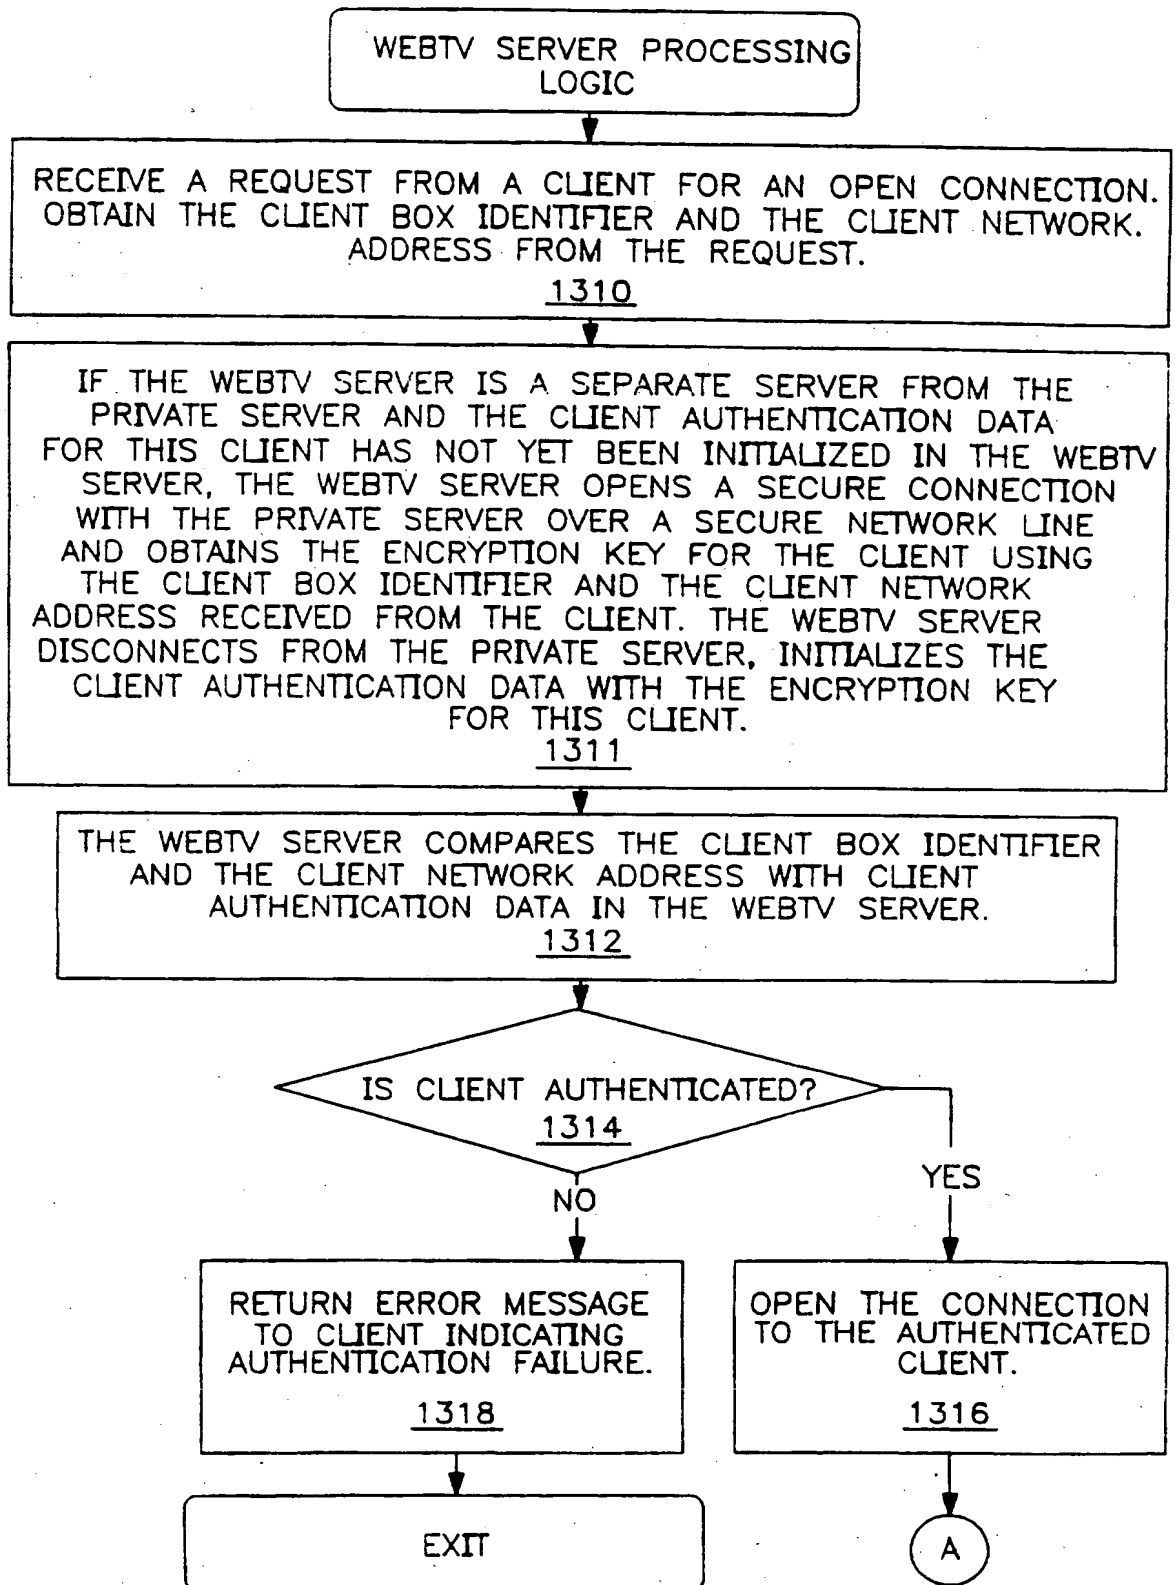 WEBTV SERVER PROCESSING
LOGIC
RECEIVE A REQUEST FROM A CLIENT FOR AN OPEN CONNECTION.
OBTAIN THE CLIENT BOX IDENTIFIER AND THE CLIENT NETWORK.
ADDRESS FROM THE REQUEST.
1310
IF THE WEBTV SERVER IS A SEPARATE SERVER FROM THE
PRIVATE SERVER AND THE CLIENT AUTHENTICATION DATA
FOR THIS CLIENT HAS NOT YET BEEN INITIALIZED IN THE WEBTV
SERVER, THE WEBTV SERVER OPENS A SECURE CONNECTION
WITH THE PRIVATE SERVER OVER A SECURE NETWORK LINE
AND OBTAINS THE ENCRYPTION KEY FOR THE CLIENT USING
THE CLIENT BOX IDENTIFIER AND THE CLIENT NETWORK
ADDRESS RECEIVED FROM THE CLIENT. THE WEBTV SERVER
DISCONNECTS FROM THE PRIVATE SERVER, INITIALIZES THE
CLIENT AUTHENTICATION DATA WITH THE ENCRYPTION KEY
FOR THIS CLIENT.
1311
THE WEBTV SERVER COMPARES THE CLIENT BOX IDENTIFIER
AND THE CLIENT NETWORK ADDRESS WITH CLIENT
AUTHENTICATION DATA IN THE WEBTV SERVER.
1312
IS CLIENT AUTHENTICATED?
1314
NO
YES
RETURN ERROR MESSAGE
TO CLIENT INDICATING
AUTHENTICATION FAILURE.
1318
OPEN THE CONNECTION
TO THE AUTHENTICATED
CLIENT.
1316
EXIT
A